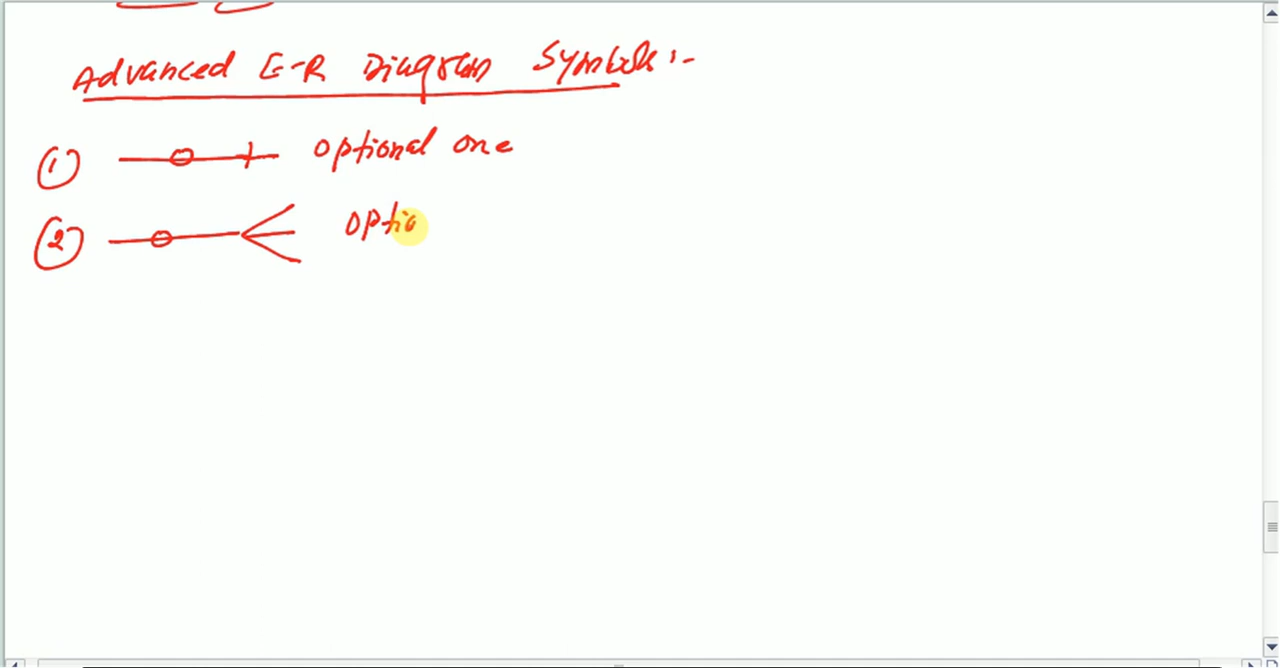 Advanced E-R Diagram Symbols :-
① optional one
② optio